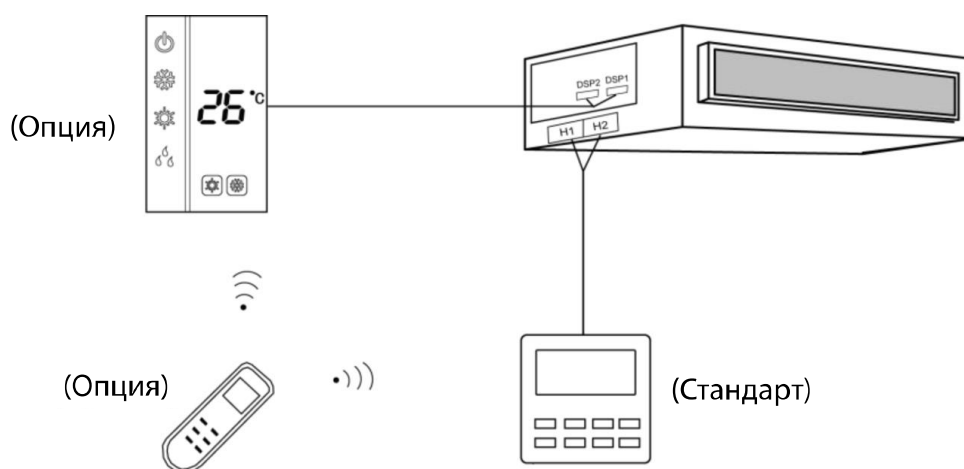 DSP2 DSP1
26°C
(Опция)
H1 H2
(Опция)
(Стандарт)